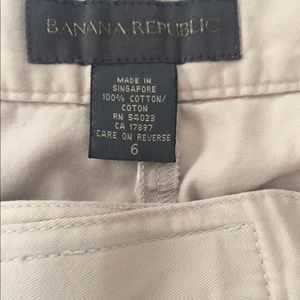 BANANA REPUBLIC
MADE IN
SINGAPORE
100% COTTON/
COTON
RN 54023
CA 17897
CARE ON REVERSE
6